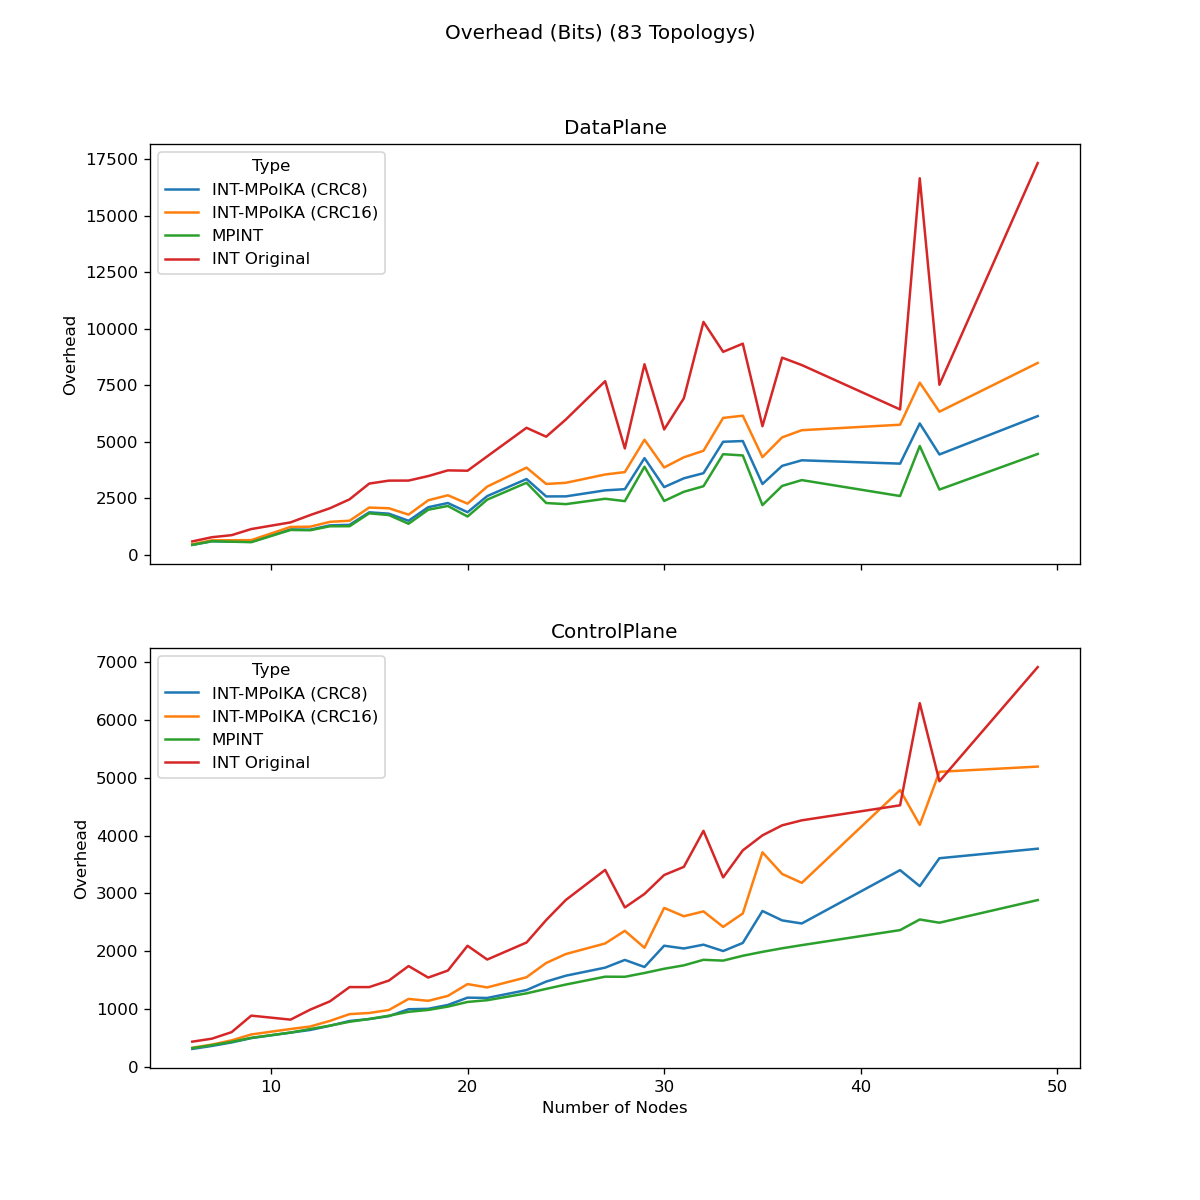 Overhead (Bits) (83 Topologys)
DataPlane
17500
15000
12500
10000
7500
5000
2500
0
Overhead
Type
INT-MPolKA (CRC8)
INT-MPolKA (CRC16)
MPINT
INT Original
ControlPlane
7000
6000
5000
4000
3000
2000
1000
0
Overhead
Type
INT-MPolKA (CRC8)
INT-MPolKA (CRC16)
MPINT
INT Original
10 20 30 40 50
Number of Nodes